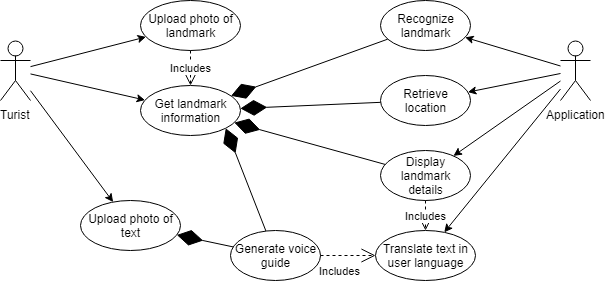 Upload photo of
landmark
Recognize
landmark
Includes
Get landmark
information
Retrieve
location
Turist
Application
Display
landmark
details
Includes
Upload photo of
text
Generate voice
guide
Includes
Translate text in
user language